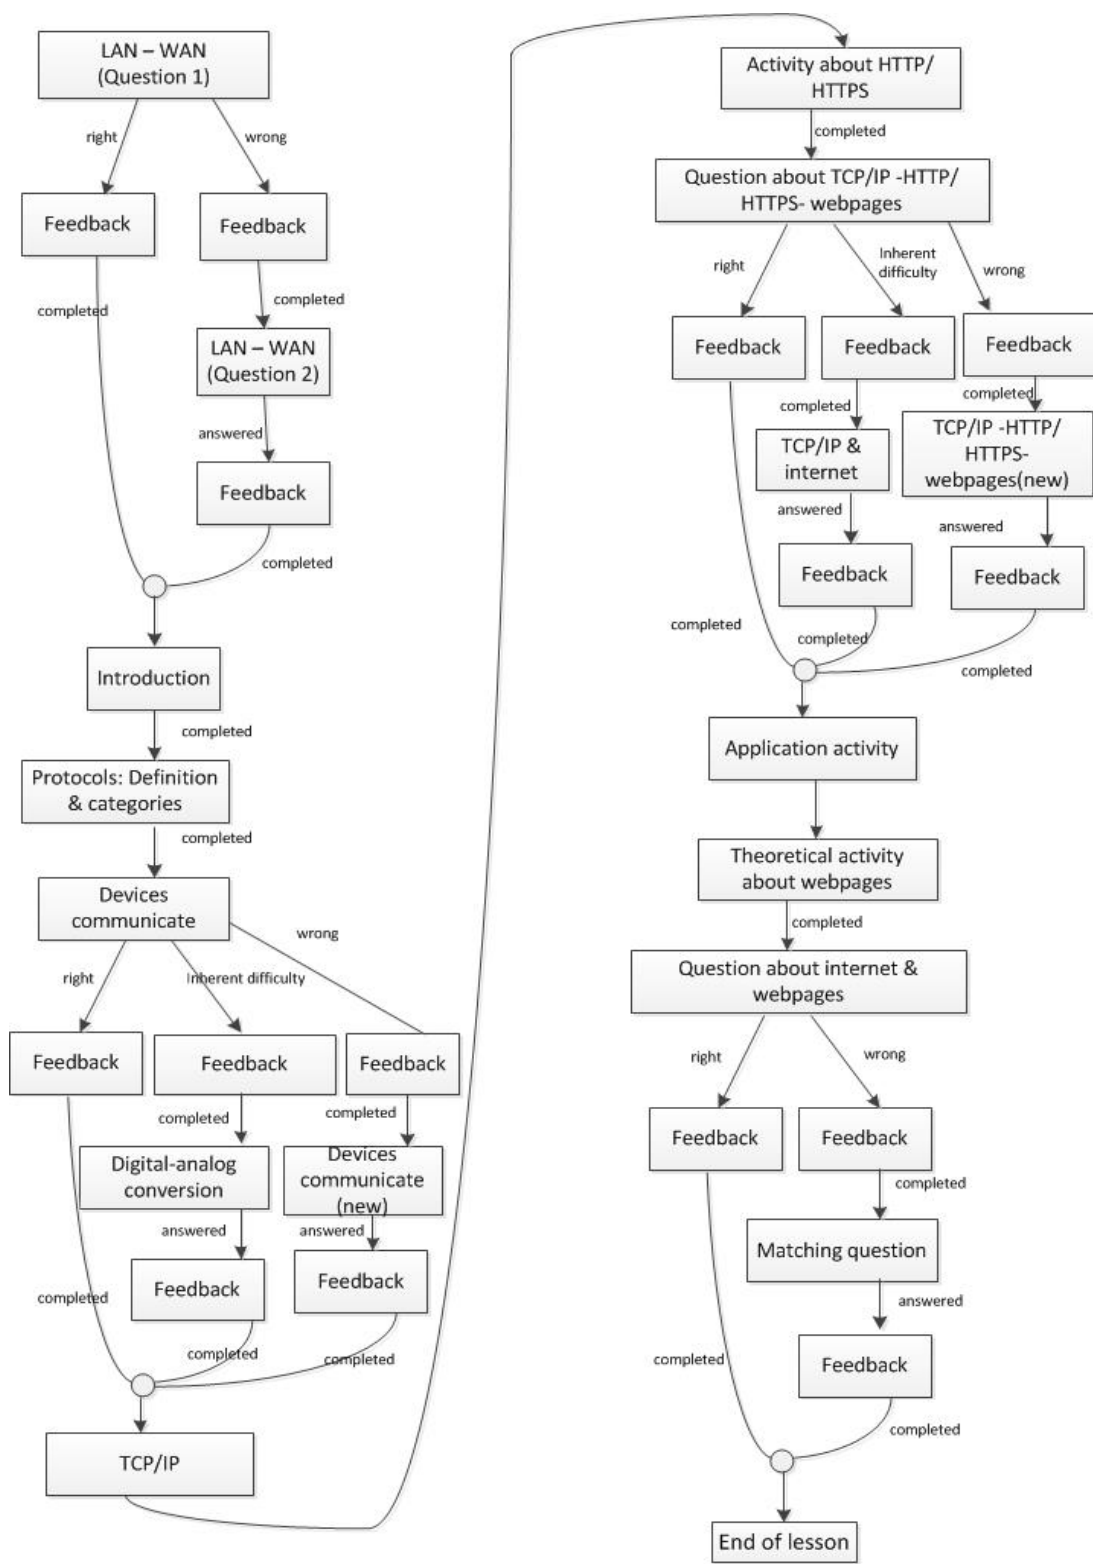 LAN – WAN
(Question 1)
right
wrong
Feedback
Feedback
completed
completed
LAN – WAN
(Question 2)
answered
Feedback
completed
Introduction
completed
Protocols: Definition
& categories
completed
Devices
communicate
wrong
right
Inherent difficulty
Feedback
Feedback
Feedback
completed
completed
Digital-analog
conversion
Devices
communicate
(new)
answered
answered
Feedback
Feedback
completed
completed
completed
TCP/IP
Activity about HTTP/
HTTPS
completed
Question about TCP/IP -HTTP/
HTTPS- webpages
right
Inherent
difficulty
wrong
Feedback
Feedback
Feedback
completed
completed
TCP/IP &
internet
TCP/IP -HTTP/
HTTPS-
webpages(new)
answered
answered
Feedback
Feedback
completed
completed
completed
Application activity
Theoretical activity
about webpages
completed
Question about internet &
webpages
right
wrong
Feedback
Feedback
completed
Matching question
answered
completed
Feedback
completed
End of lesson